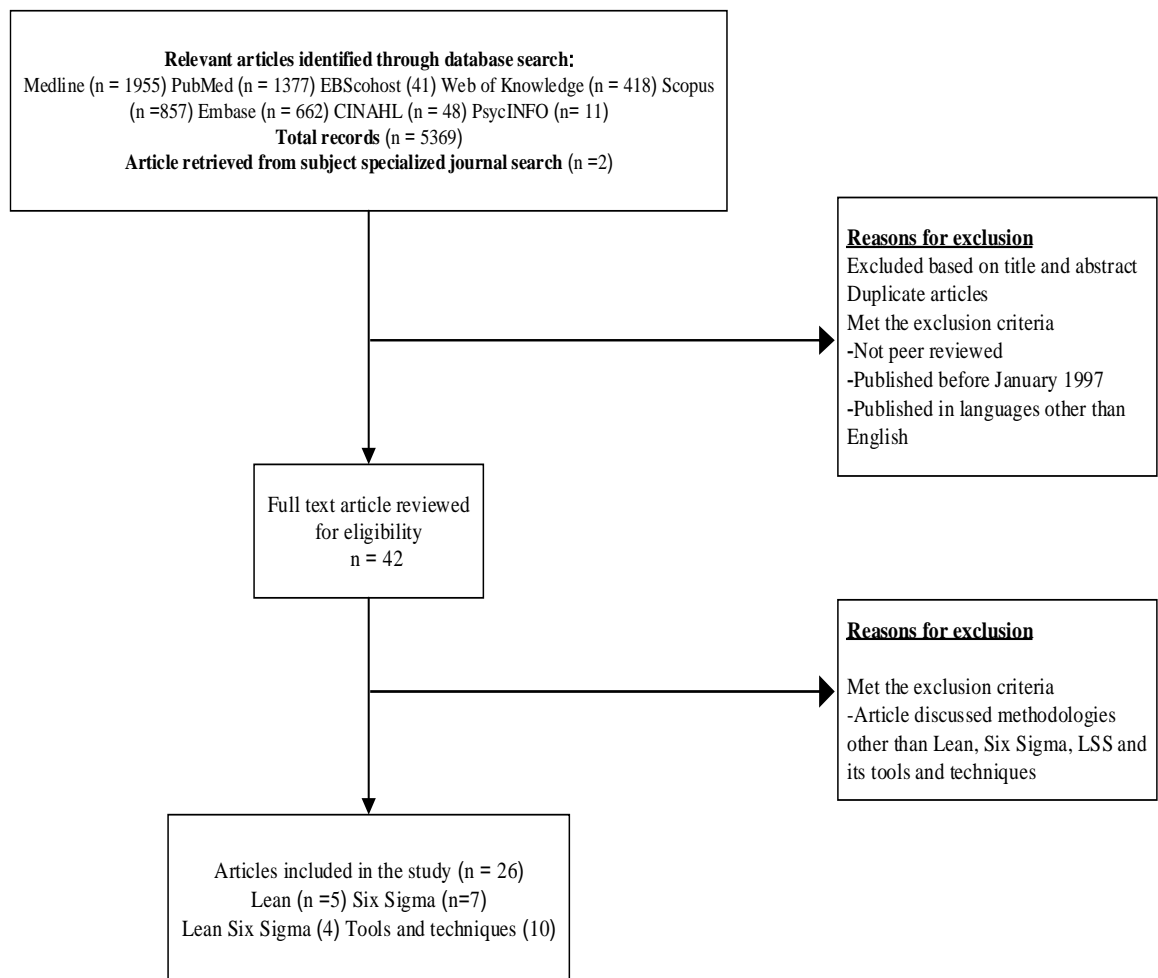 Relevant articles identified through database search:
Medline (n = 1955) PubMed (n = 1377) EBScohost (41) Web of Knowledge (n = 418) Scopus
(n =857) Embase (n = 662) CINAHL (n = 48) PsycINFO (n= 11)
Total records (n = 5369)
Article retrieved from subject specialized journal search (n =2)
Reasons for exclusion
Excluded based on title and abstract
Duplicate articles
Met the exclusion criteria
-Not peer reviewed
-Published before January 1997
-Published in languages other than
English
Full text article reviewed
for eligibility
n = 42
Reasons for exclusion
Met the exclusion criteria
-Article discussed methodologies
other than Lean, Six Sigma, LSS and
its tools and techniques
Articles included in the study (n = 26)
Lean (n =5) Six Sigma (n=7)
Lean Six Sigma (4) Tools and techniques (10)